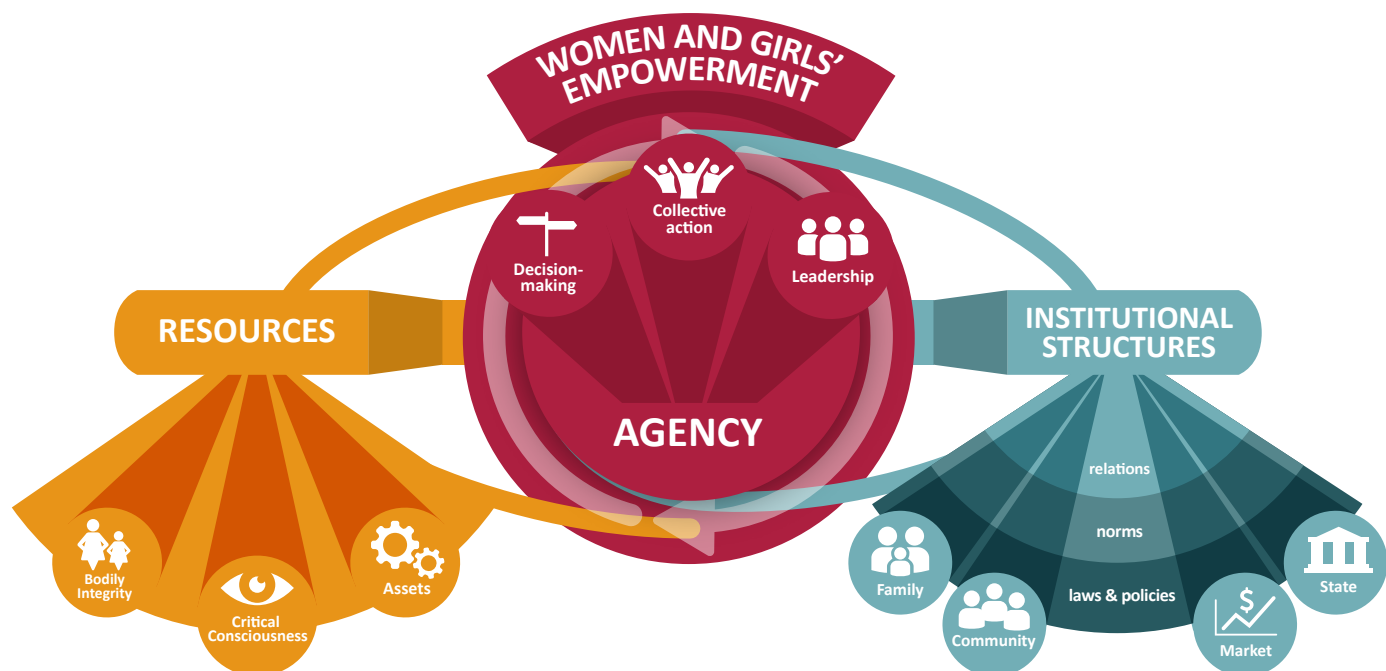 WOMEN AND GIRLS’
EMPOWERMENT
Collective
action
Decision-
making
Leadership
RESOURCES
AGENCY
INSTITUTIONAL
STRUCTURES
Bodily
Integrity
Critical
Consciousness
Assets
relations
norms
laws & policies
Family
Community
$
Market
State